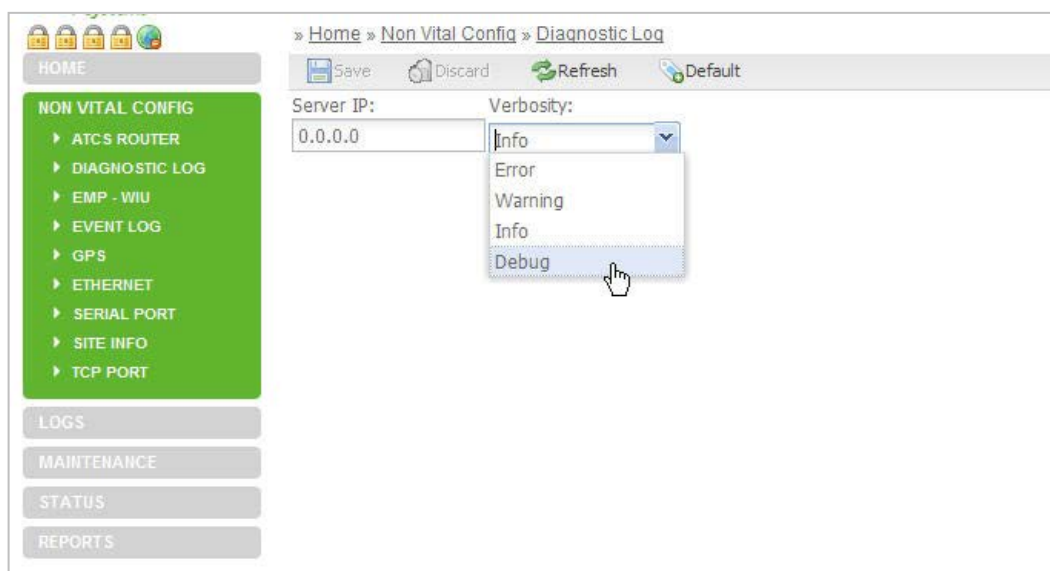 » Home » Non Vital Config » Diagnostic Log
HOME
Save Discard Refresh Default
NON VITAL CONFIG
Server IP: Verbosity:
ATCS ROUTER
0.0.0.0 Info
DIAGNOSTIC LOG
Error
EMP - WIU
Warning
EVENT LOG
Info
GPS
Debug
ETHERNET
SERIAL PORT
SITE INFO
TCP PORT
LOGS
MAINTENANCE
STATUS
REPORTS